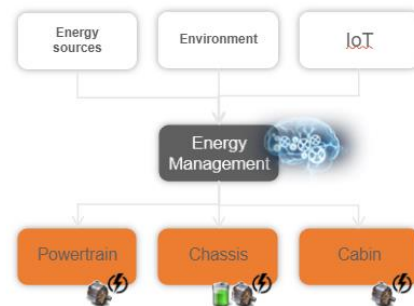 Energy
sources
Environment
IoT
Energy
Management
Powertrain
Chassis
Cabin